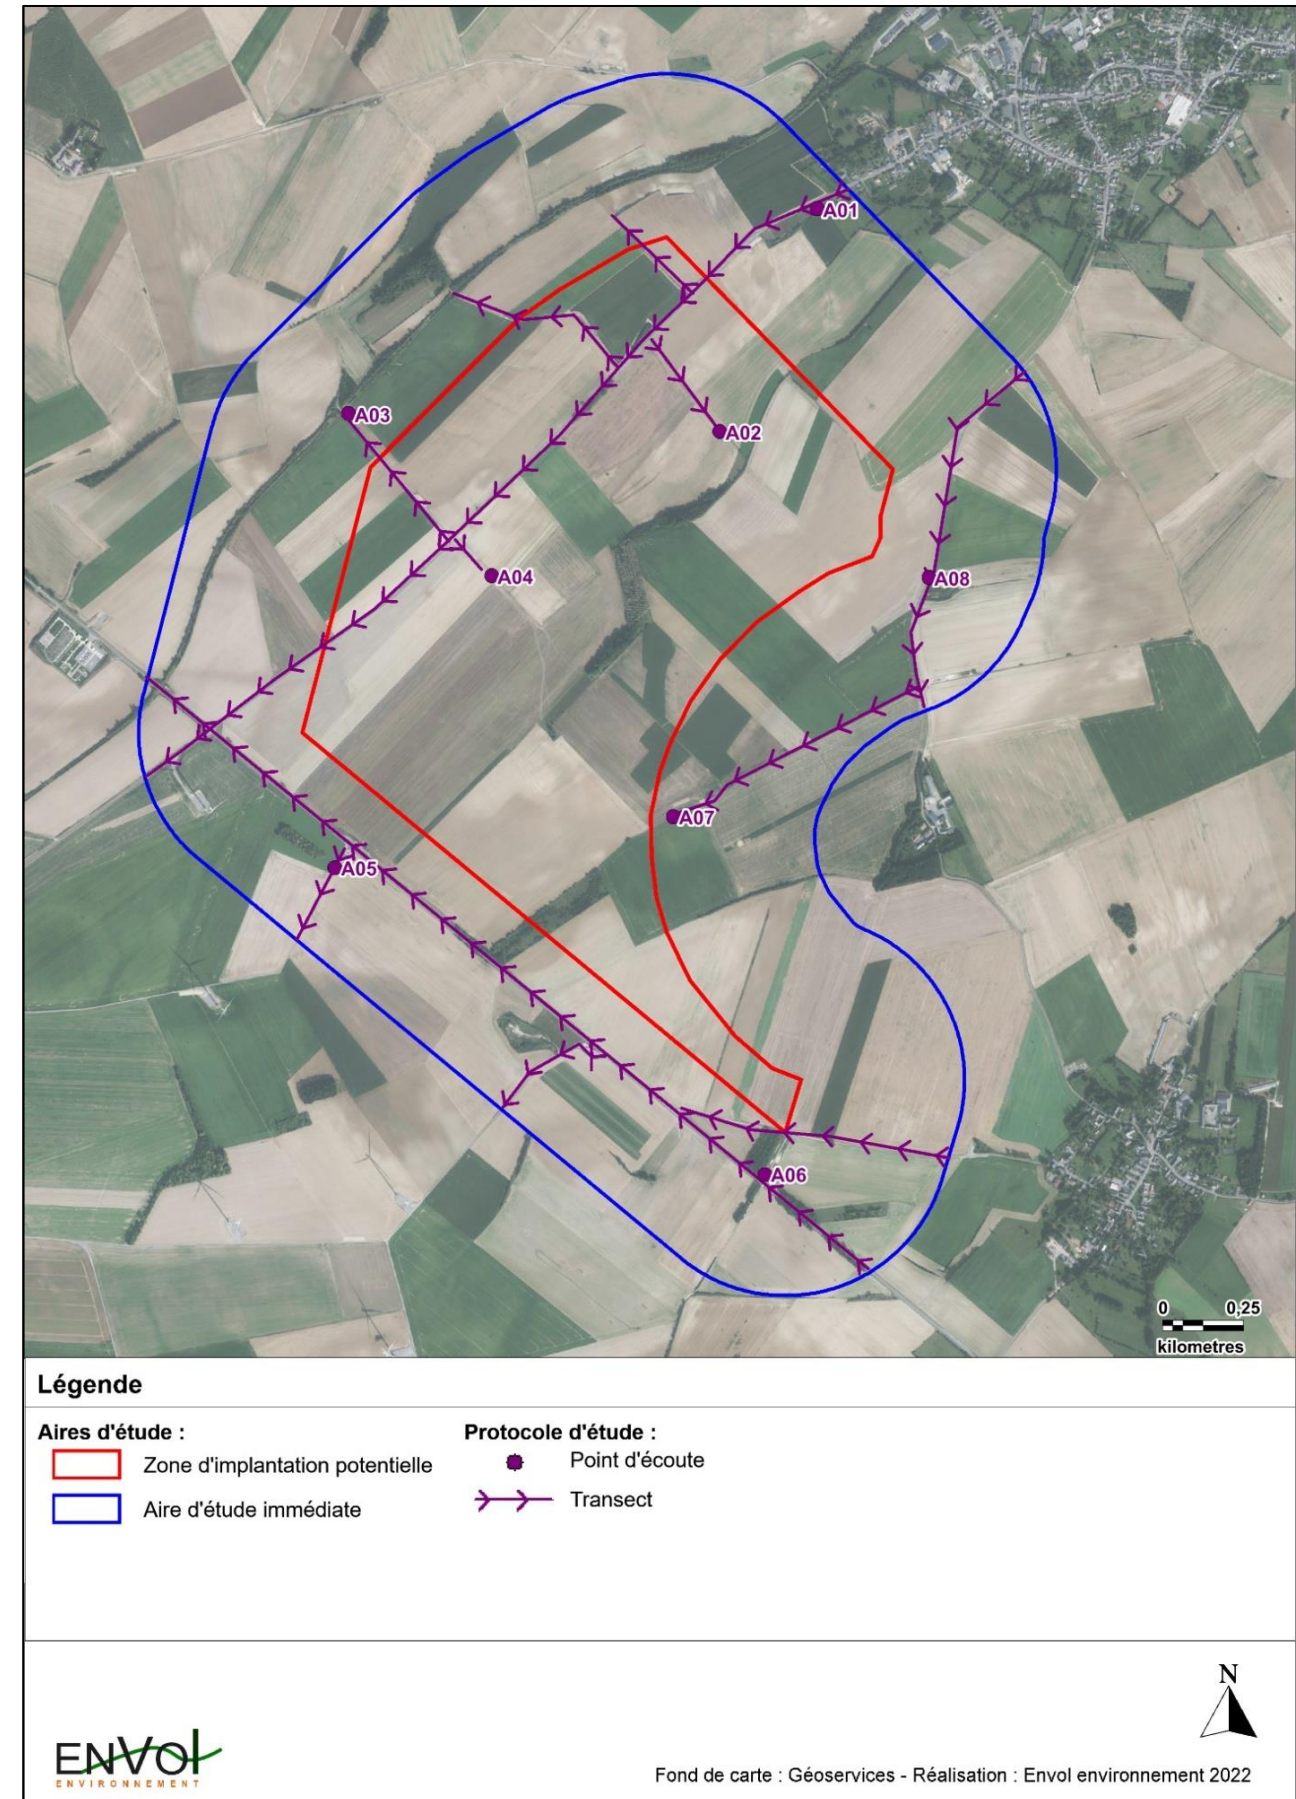 A01
A02
A03
A04
A08
A07
A05
A06
0 0,25
kilometres
Légende
Aires d'étude :
Zone d'implantation potentielle
Aire d'étude immédiate
Protocole d'étude :
Point d'écoute
Transect
N
ENVOl
ENVIRONNEMENT
Fond de carte : Géoservices - Réalisation : Envol environnement 2022